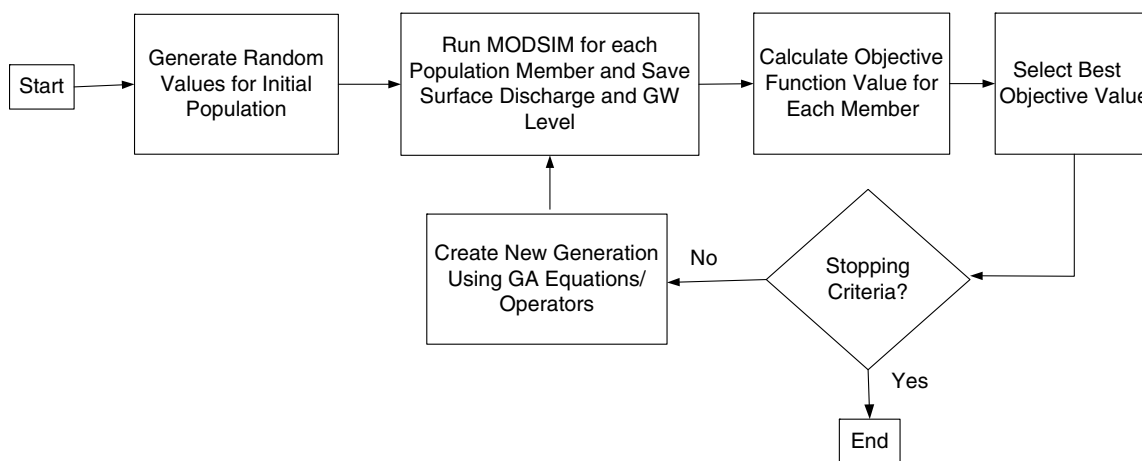 Start
Generate Random
Values for Initial
Population
Run MODSIM for each
Population Member and Save
Surface Discharge and GW
Level
Calculate Objective
Function Value for
Each Member
Select Best
Objective Value
Create New Generation
Using GA Equations/
Operators
No
Stopping
Criteria?
Yes
End